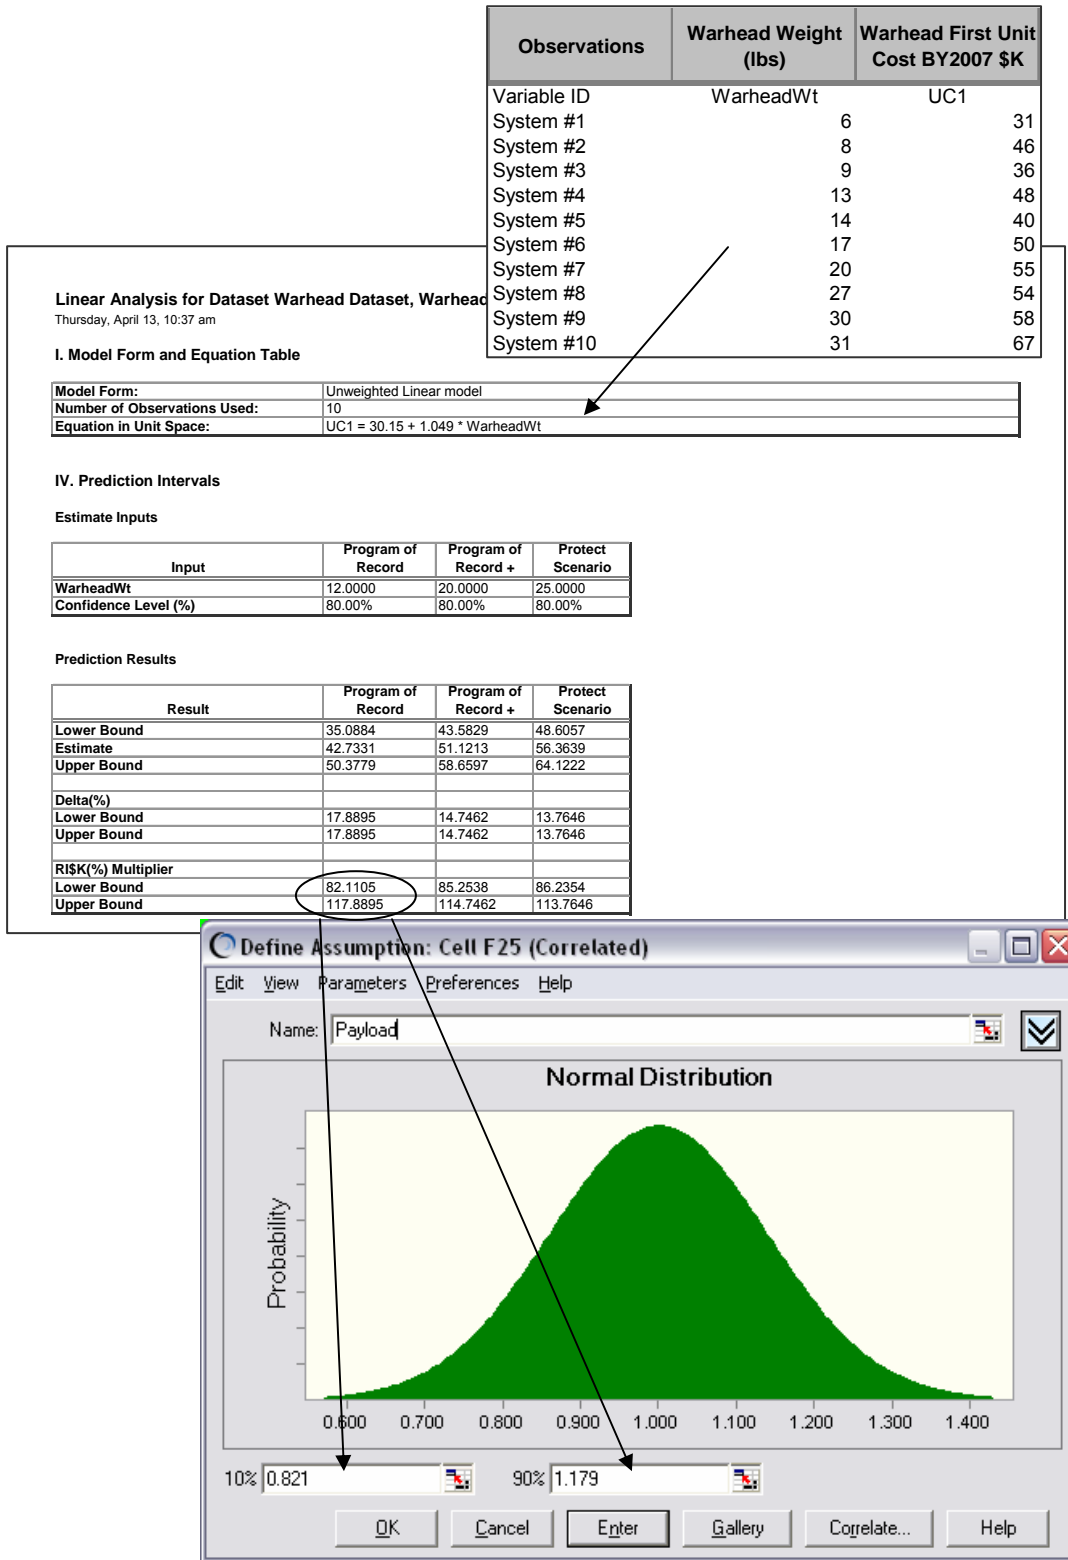 Observations Warhead Weight (lbs) Warhead First Unit Cost BY2007 $K
Variable ID WarheadWt UC1
System #1 6 31
System #2 8 46
System #3 9 36
System #4 13 48
System #5 14 40
System #6 17 50
System #7 20 55
System #8 27 54
System #9 30 58
System #10 31 67
Linear Analysis for Dataset Warhead Dataset, Warhead
Thursday, April 13, 10:37 am
I. Model Form and Equation Table
Model Form: Unweighted Linear model
Number of Observations Used: 10
Equation in Unit Space: UC1 = 30.15 + 1.049 * WarheadWt
IV. Prediction Intervals
Estimate Inputs
Input Program of Record Program of Record + Protect Scenario
WarheadWt 12.0000 20.0000 25.0000
Confidence Level (%) 80.00% 80.00% 80.00%
Prediction Results
Result Program of Record Program of Record + Protect Scenario
Lower Bound 35.0884 43.5829 48.6057
Estimate 42.7331 51.1213 56.3639
Upper Bound 50.3779 58.6597 64.1222
Delta(%)
Lower Bound 17.8895 14.7462 13.7646
Upper Bound 17.8895 14.7462 13.7646
RI$K(%) Multiplier
Lower Bound 82.1105 85.2538 86.2354
Upper Bound 117.8895 114.7462 113.7646
Define Assumption: Cell F25 (Correlated)
Edit View Parameters Preferences Help
Name: Payload
Normal Distribution
Probability
0.600 0.700 0.800 0.900 1.000 1.100 1.200 1.300 1.400
10% 0.821 90% 1.179
OK Cancel Enter Gallery Correlate... Help